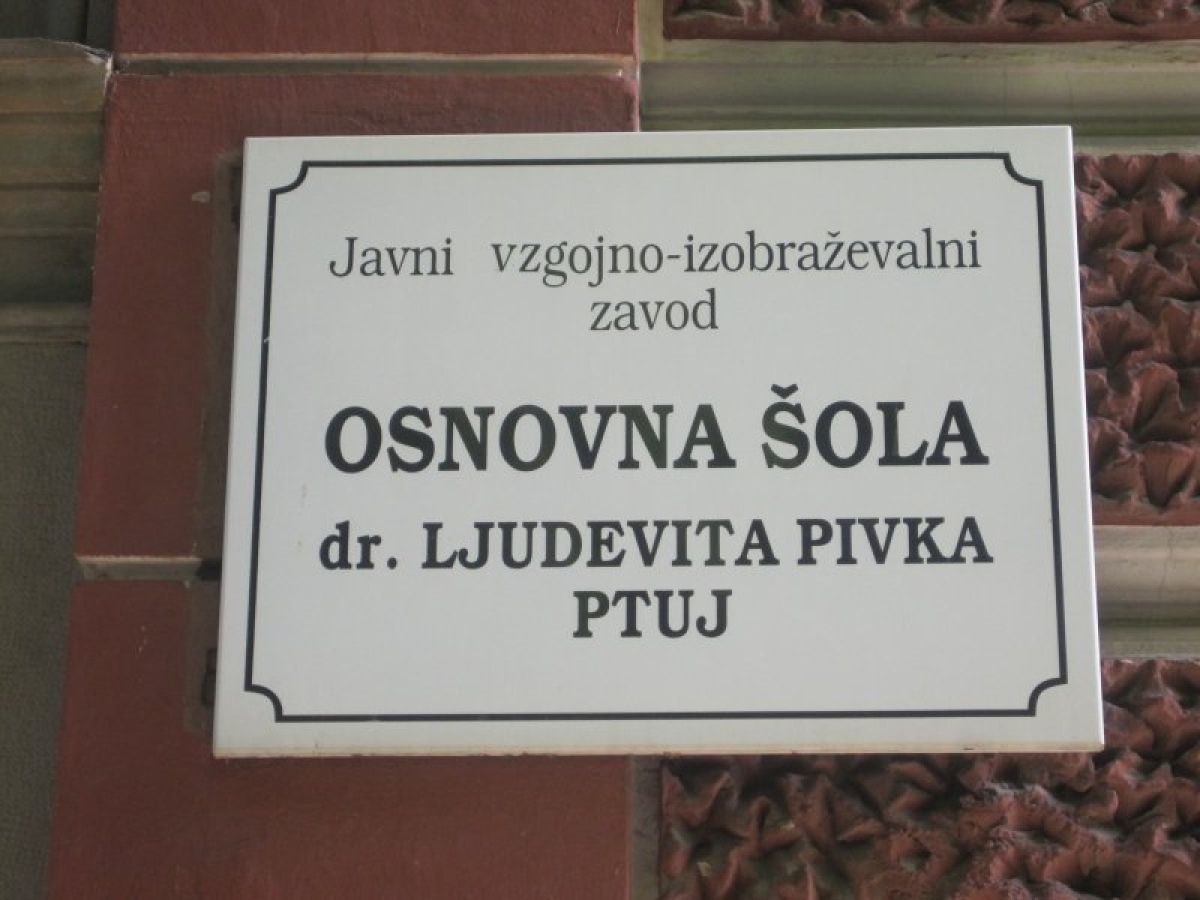 Javni vzgojno-izobraževalni
zavod
OSNOVNA ŠOLA
dr. LJUDEVITA PIVKA
PTUJ